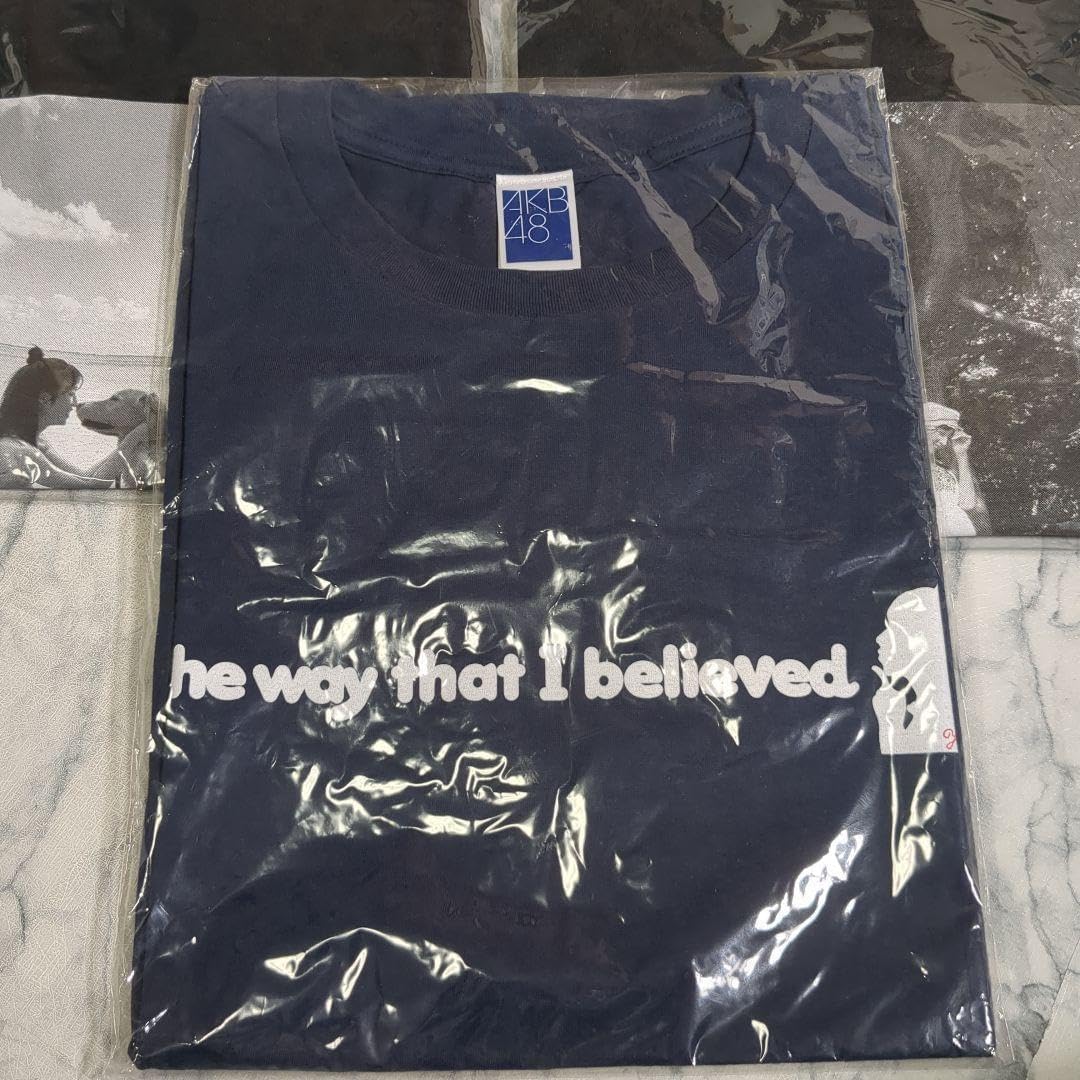 AKB
48
he way that I believed.